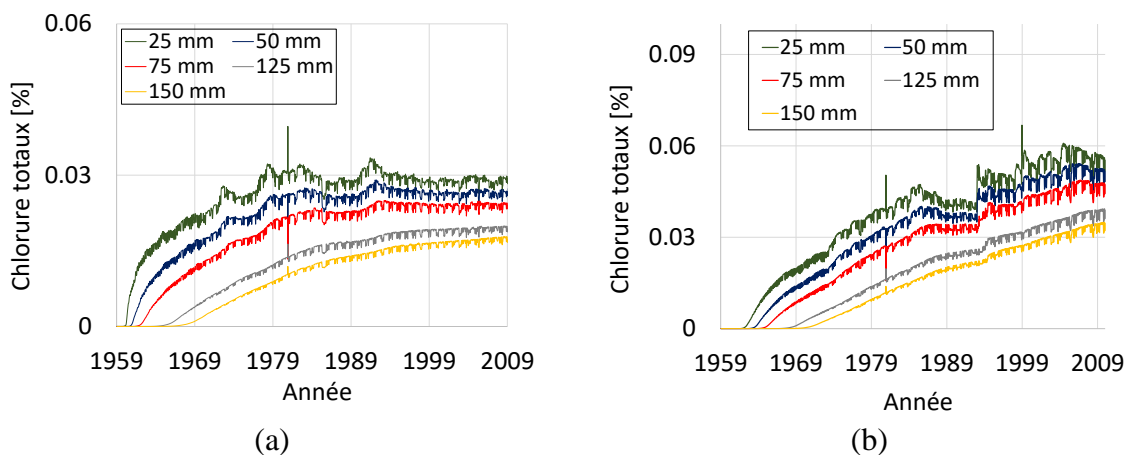 0.06
25 mm 50 mm
75 mm 125 mm
150 mm
0.03
0
Chlorure totaux [%]
1959 1969 1979 1989 1999 2009
Année
(a)
0.09
25 mm 50 mm
75 mm 125 mm
150 mm
0.06
0.03
0
Chlorure totaux [%]
1959 1969 1979 1989 1999 2009
Année
(b)